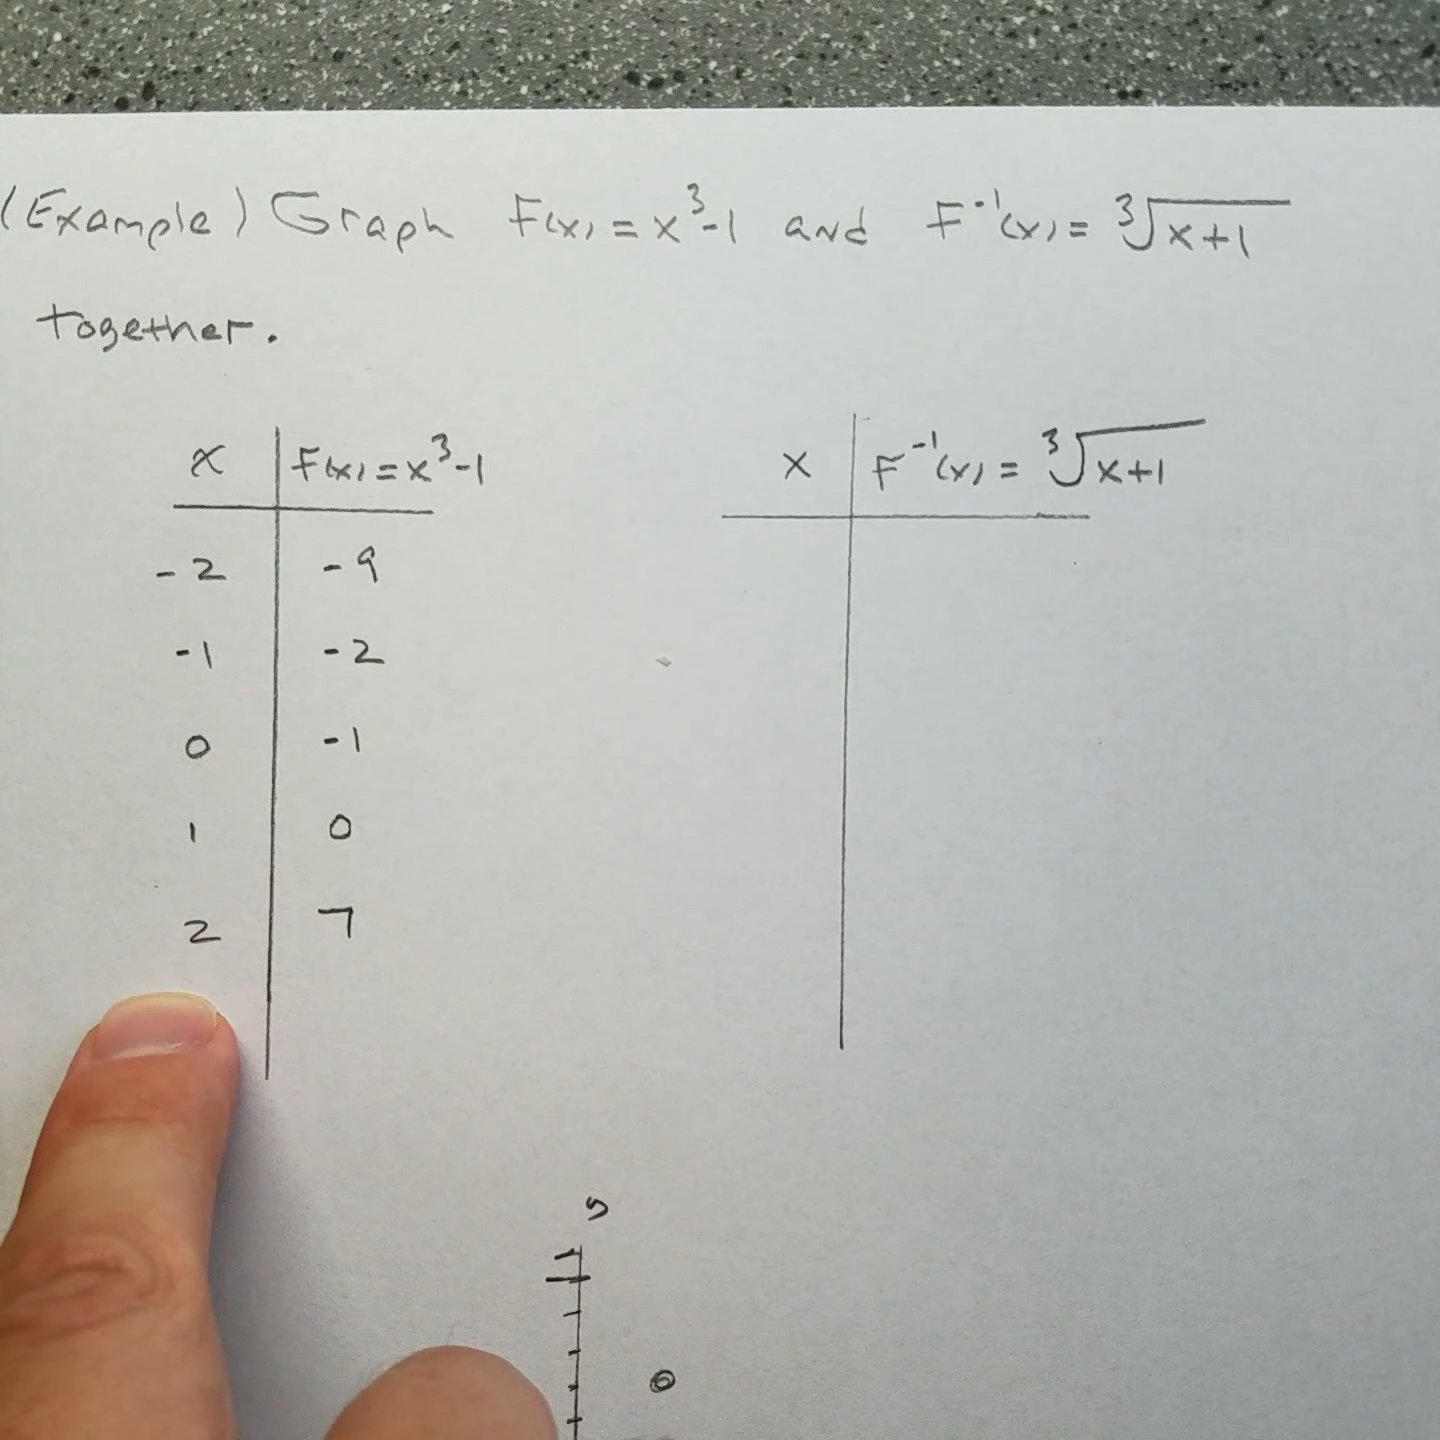 (Example) Graph F(x) = x³-1 and F⁻¹(x) = ∛(x+1)
together.
x | F(x) = x³-1
-2 | -9
-1 | -2
0 | -1
1 | 0
2 | 7
x | F⁻¹(x) = ∛(x+1)
y